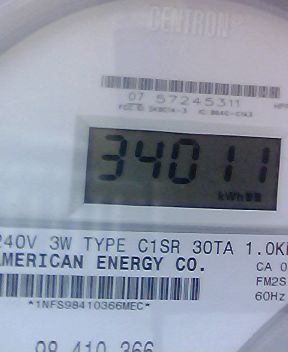 CENTRON
07 57245311
34011
kWh
240V 3W TYPE C1SR 30TA 1.0K
AMERICAN ENERGY CO.
CA 0
FM2S
60Hz
*1NFS98410366MEC*
98 410 366